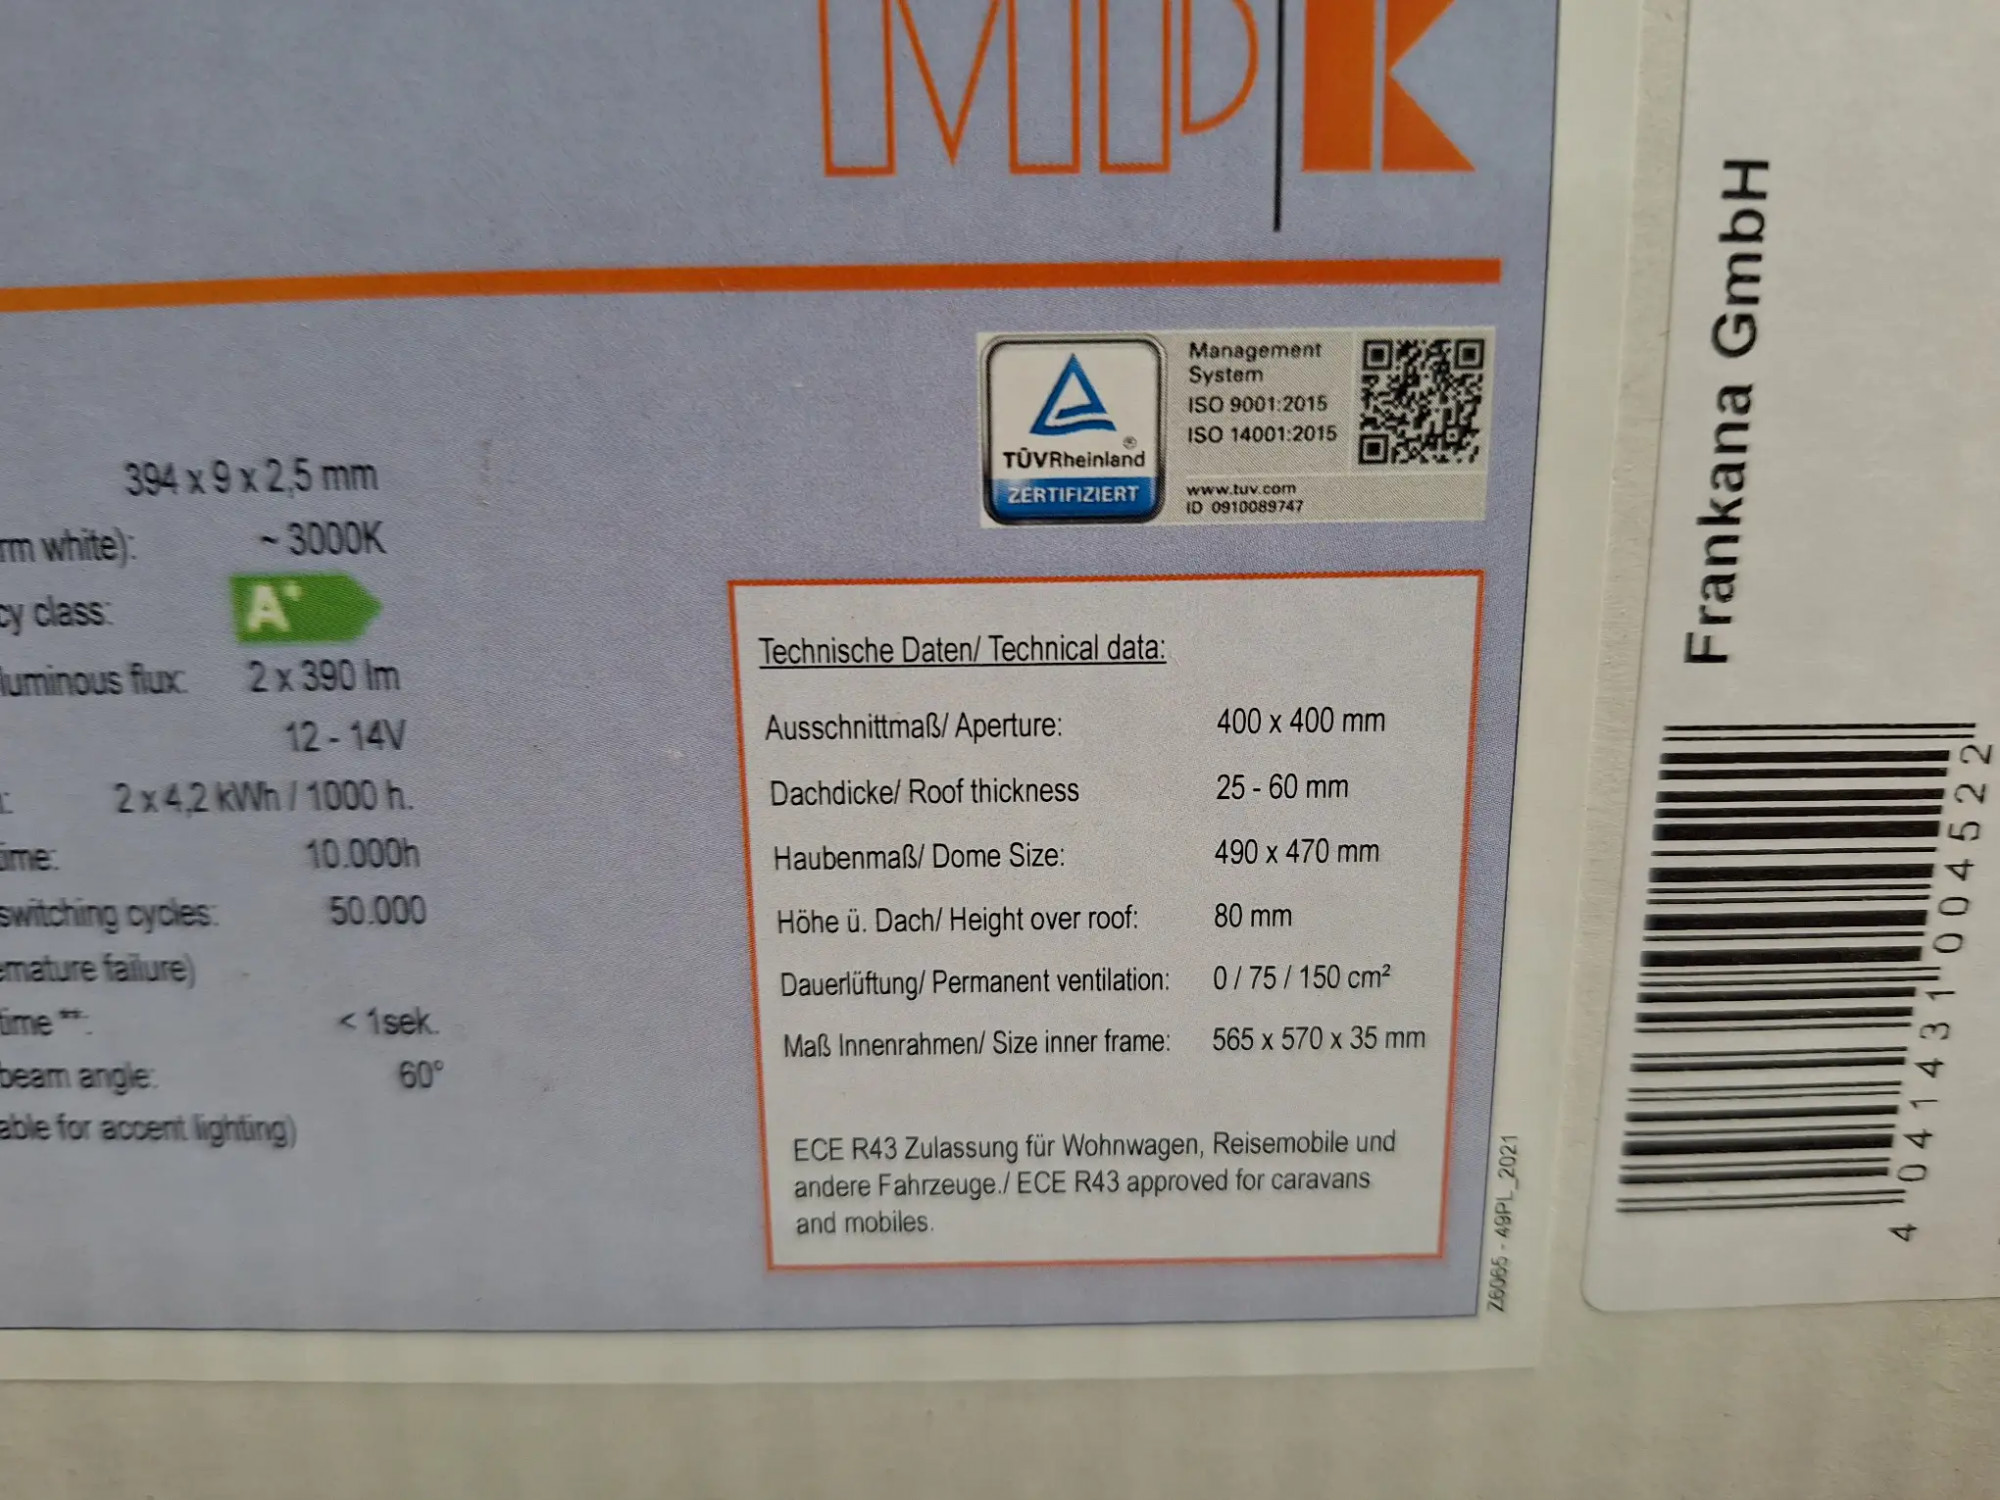 MPK
Management
System
ISO 9001:2015
ISO 14001:2015
www.tuv.com
ID 0910089747
TÜVRheinland
®
ZERTIFIZIERT
394 x 9 x 2,5 mm
rm white): ~ 3000K
cy class: A+
luminous flux: 2 x 390 lm
12 - 14V
: 2 x 4,2 kWh / 1000 h.
ime: 10.000h
switching cycles: 50.000
emature failure)
time **: < 1sek.
beam angle: 60°
able for accent lighting)
Technische Daten/ Technical data:
Ausschnittmaß/ Aperture: 400 x 400 mm
Dachdicke/ Roof thickness 25 - 60 mm
Haubenmaß/ Dome Size: 490 x 470 mm
Höhe ü. Dach/ Height over roof: 80 mm
Dauerlüftung/ Permanent ventilation: 0 / 75 / 150 cm²
Maß Innenrahmen/ Size inner frame: 565 x 570 x 35 mm
ECE R43 Zulassung für Wohnwagen, Reisemobile und
andere Fahrzeuge./ ECE R43 approved for caravans
and mobiles.
Z6065 - 49PL_2021
Frankana GmbH
4 041431 004522